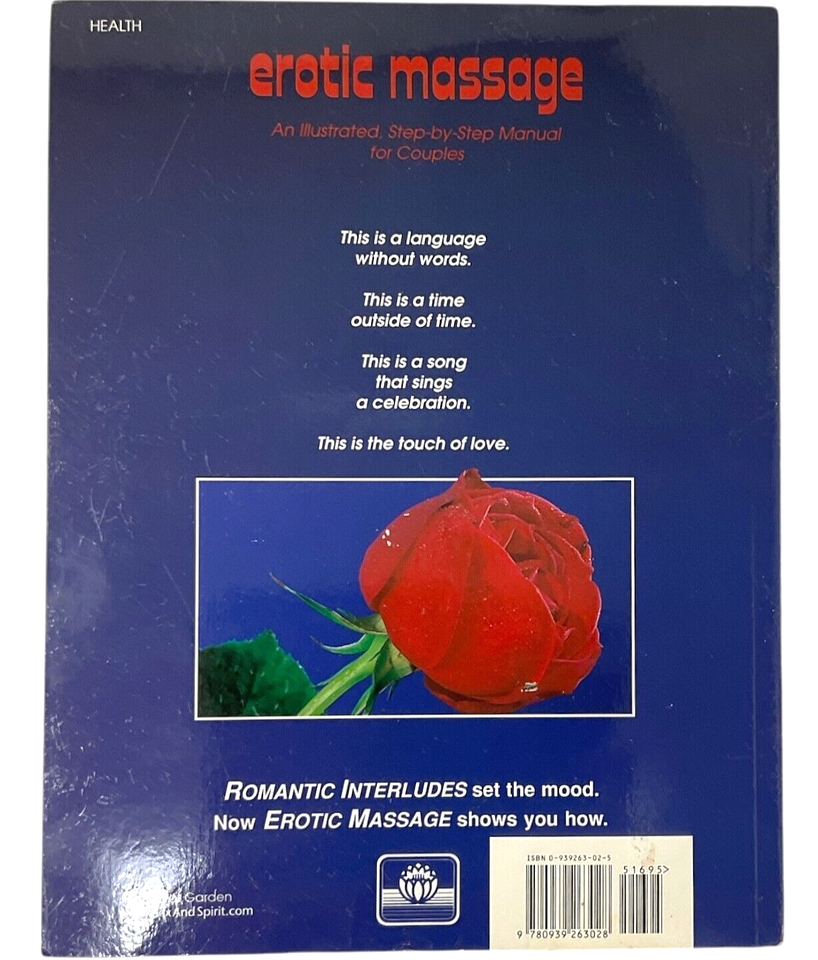 HEALTH
erotic massage
An Illustrated, Step-by-Step Manual
for Couples
This is a language
without words.
This is a time
outside of time.
This is a song
that sings
a celebration.
This is the touch of love.
ROMANTIC INTERLUDES set the mood.
Now EROTIC MASSAGE shows you how.
Garden
AndSpirit.com
ISBN 0-939263-02-5
51695>
9 780939 263028